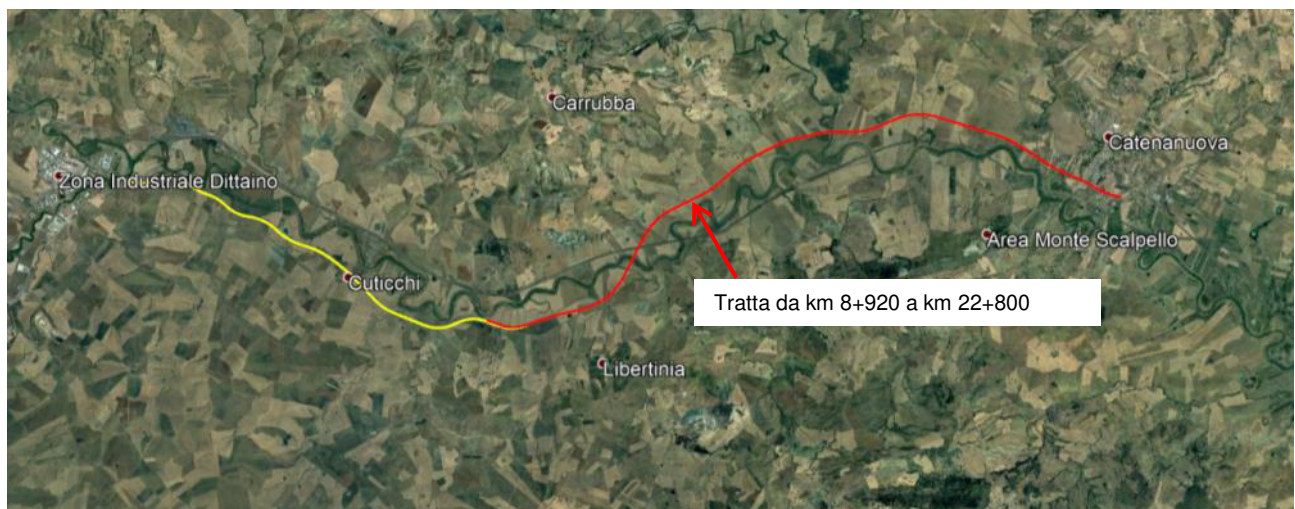 Carrubba
Catenanuova
Zona Industriale Dittaino
Area Monte Scalpello
Cuticchi
Tratta da km 8+920 a km 22+800
Libertinia